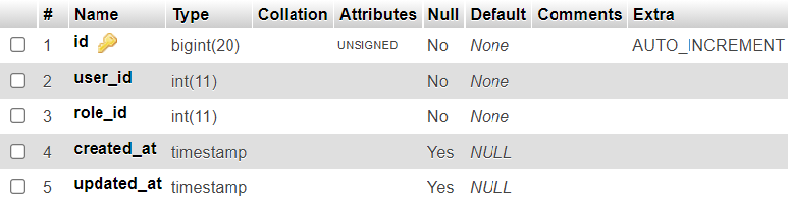 # Name Type Collation Attributes Null Default Comments Extra
1 id bigint(20) UNSIGNED No None AUTO_INCREMENT
2 user_id int(11) No None
3 role_id int(11) No None
4 created_at timestamp Yes NULL
5 updated_at timestamp Yes NULL